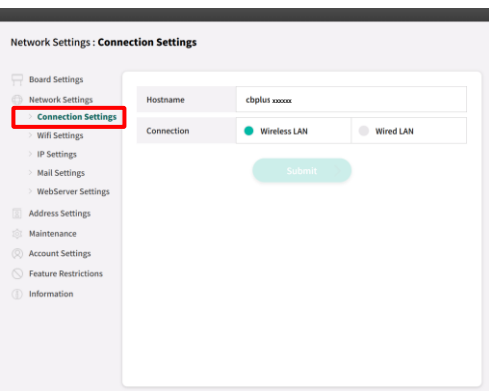 Network Settings : Connection Settings
Board Settings
Network Settings
Connection Settings
Wifi Settings
IP Settings
Mail Settings
WebServer Settings
Address Settings
Maintenance
Account Settings
Feature Restrictions
Information
Hostname cbplus xxxxxx
Connection Wireless LAN Wired LAN
Submit